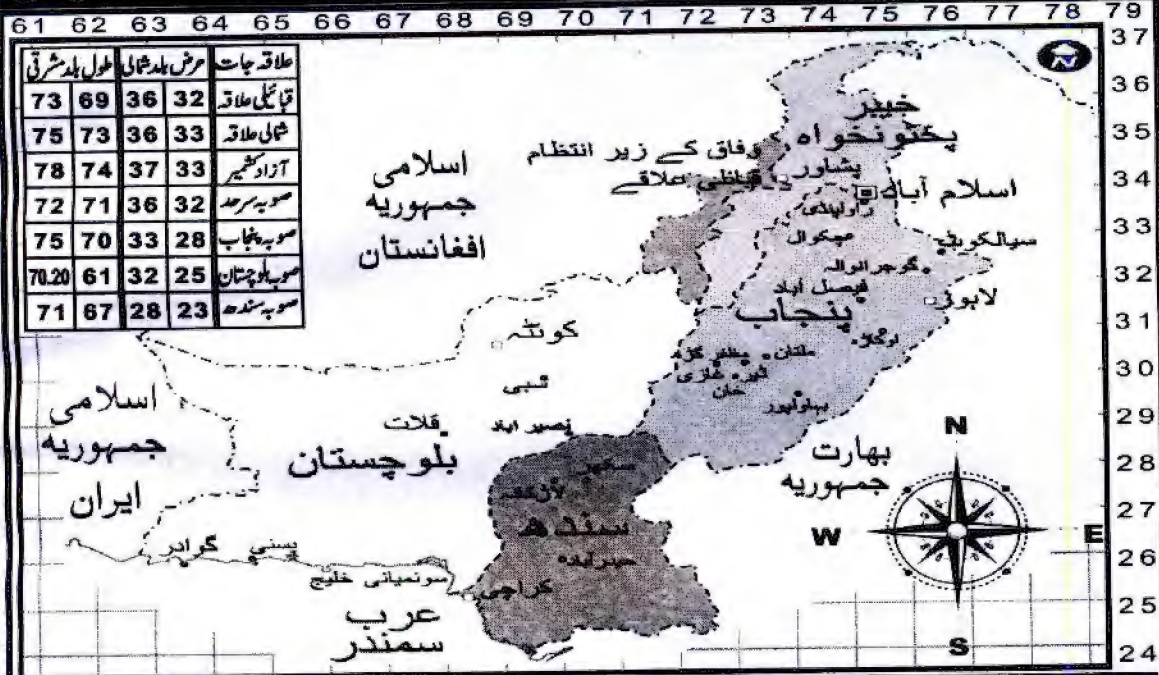 61 62 63 64 65 66 67 68 69 70 71 72 73 74 75 76 77 78 79
37
36
35
34
33
32
31
30
29
28
27
26
25
24
علاقہ جات عرض بلد شمالی طول بلد مشرقی
قبائلی علاقہ 32 36 69 73
شمالی علاقہ 33 36 73 75
آزاد کشمیر 33 37 74 78
صوبہ سرحد 32 36 71 72
صوبہ پنجاب 28 33 70 75
صوبہ بلوچستان 25 32 61 70.20
صوبہ سندھ 23 28 67 71
خیبر
پختونخواہ
وفاق کے زیر انتظام
قبائلی علاقے
پشاور
اسلام آباد
راولپنڈی
چکوال
سیالکوٹ
گوجرانوالہ
فیصل آباد
لاہور
پنجاب
اوکاڑہ
ملتان
مظفر گڑھ
ڈیرہ غازی
خان
بہاولپور
اسلامی
جمہوریہ
افغانستان
کوئٹہ
سبی
نصیر آباد
قلات
بلوچستان
اسلامی
جمہوریہ
ایران
بھارت
جمہوریہ
سکھر
لاڑکانہ
سندھ
حیدرآباد
کراچی
گوادر
پسنی
سونمیانی خلیج
عرب
سمندر
N
W
E
S